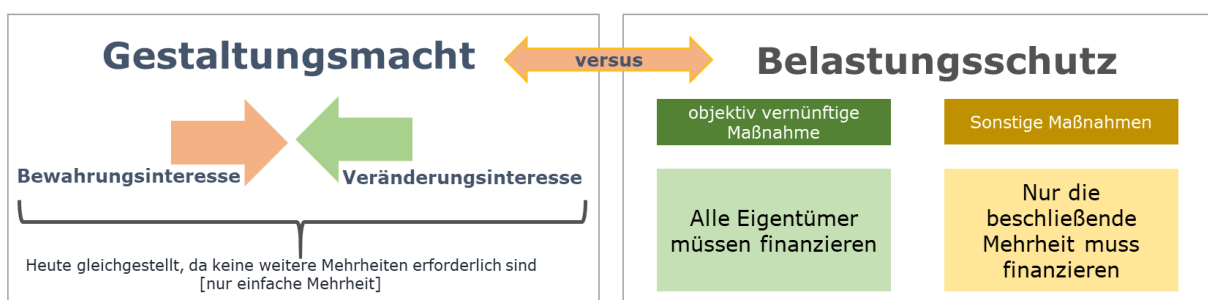 Gestaltungsmacht
versus
Belastungsschutz
Bewahrungsinteresse
Veränderungsinteresse
Heute gleichgestellt, da keine weitere Mehrheiten erforderlich sind
[nur einfache Mehrheit]
objektiv vernünftige
Maßnahme
Alle Eigentümer
müssen finanzieren
Sonstige Maßnahmen
Nur die
beschließende
Mehrheit muss
finanzieren